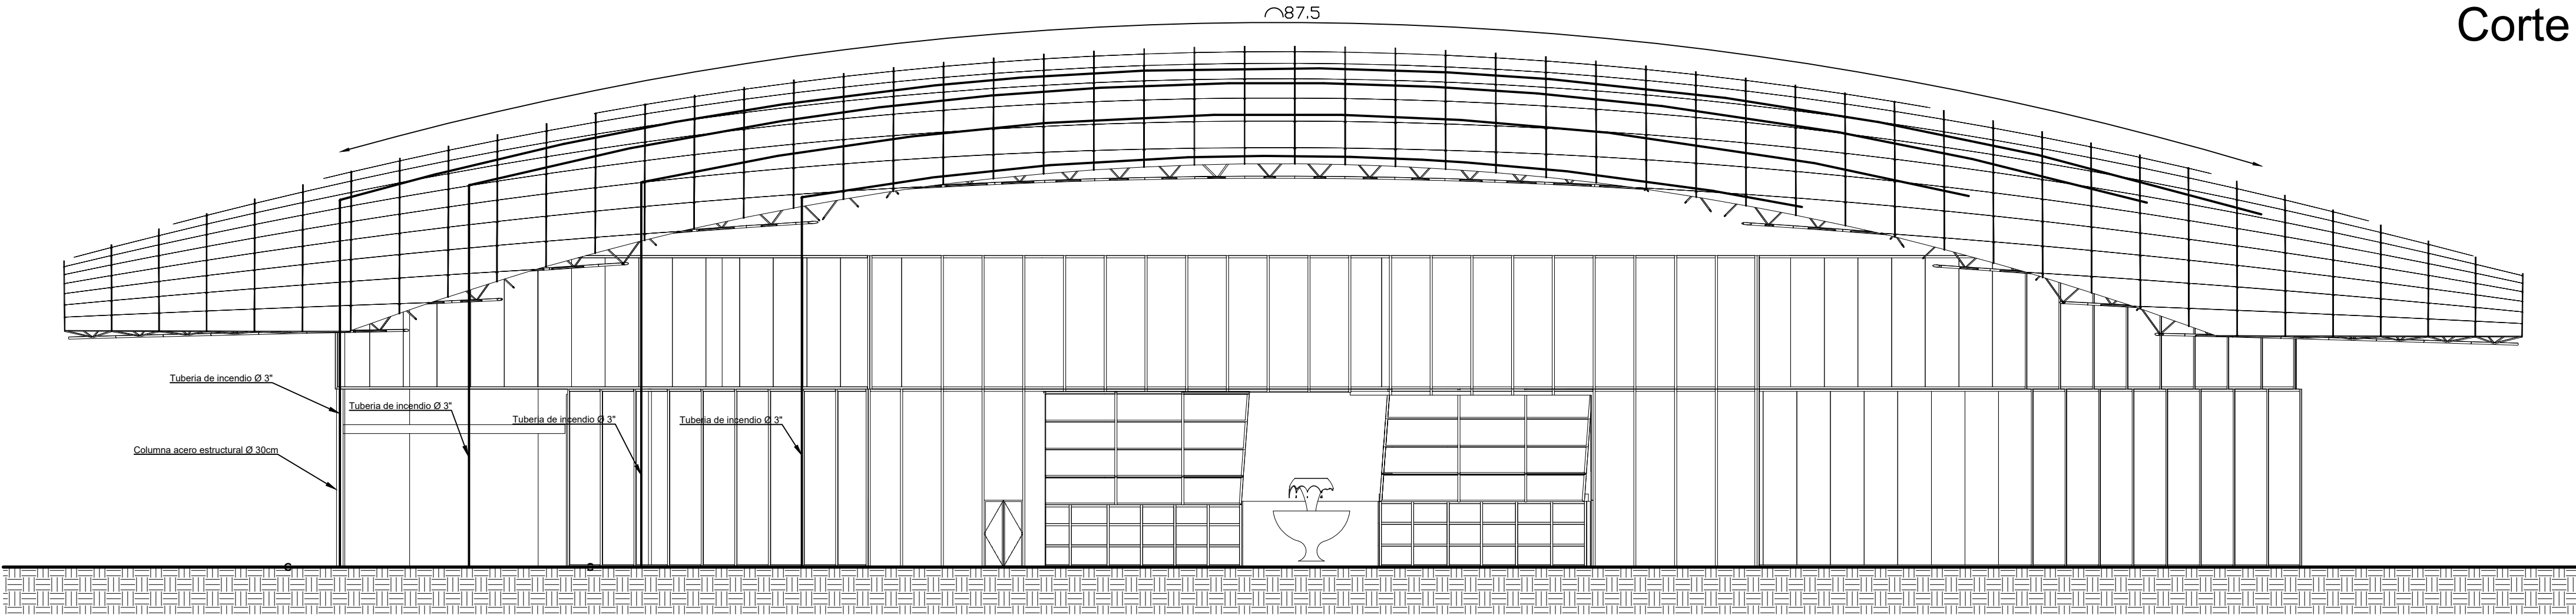 ⌒87.5
Corte
Tuberia de incendio Ø 3"
Tuberia de incendio Ø 3"
Tuberia de incendio Ø 3"
Tuberia de incendio Ø 3"
Columna acero estructural Ø 30cm